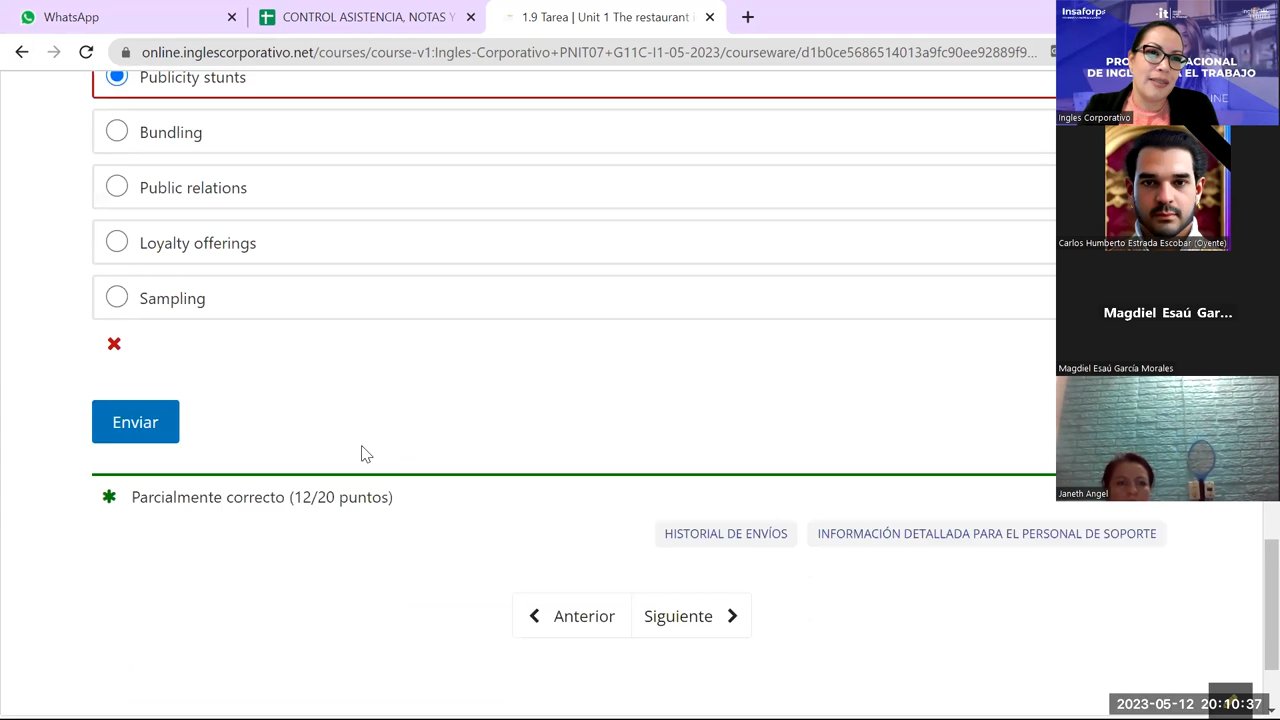 WhatsApp
CONTROL ASISTENCIA Y NOTAS
1.9 Tarea | Unit 1 The restaurant i
online.inglescorporativo.net/courses/course-v1:Ingles-Corporativo+PNIT07+G11C-I1-05-2023/courseware/d1b0ce5686514013a9fc90ee92889f9...
Publicity stunts
Bundling
Public relations
Loyalty offerings
Sampling
Enviar
Parcialmente correcto (12/20 puntos)
HISTORIAL DE ENVÍOS
INFORMACIÓN DETALLADA PARA EL PERSONAL DE SOPORTE
Anterior
Siguiente
Insaforp
it
Ingles Corporativo
Carlos Humberto Estrada Escobar (Oyente)
Magdiel Esaú Gar...
Magdiel Esaú García Morales
Janeth Angel
2023-05-12 20:10:37